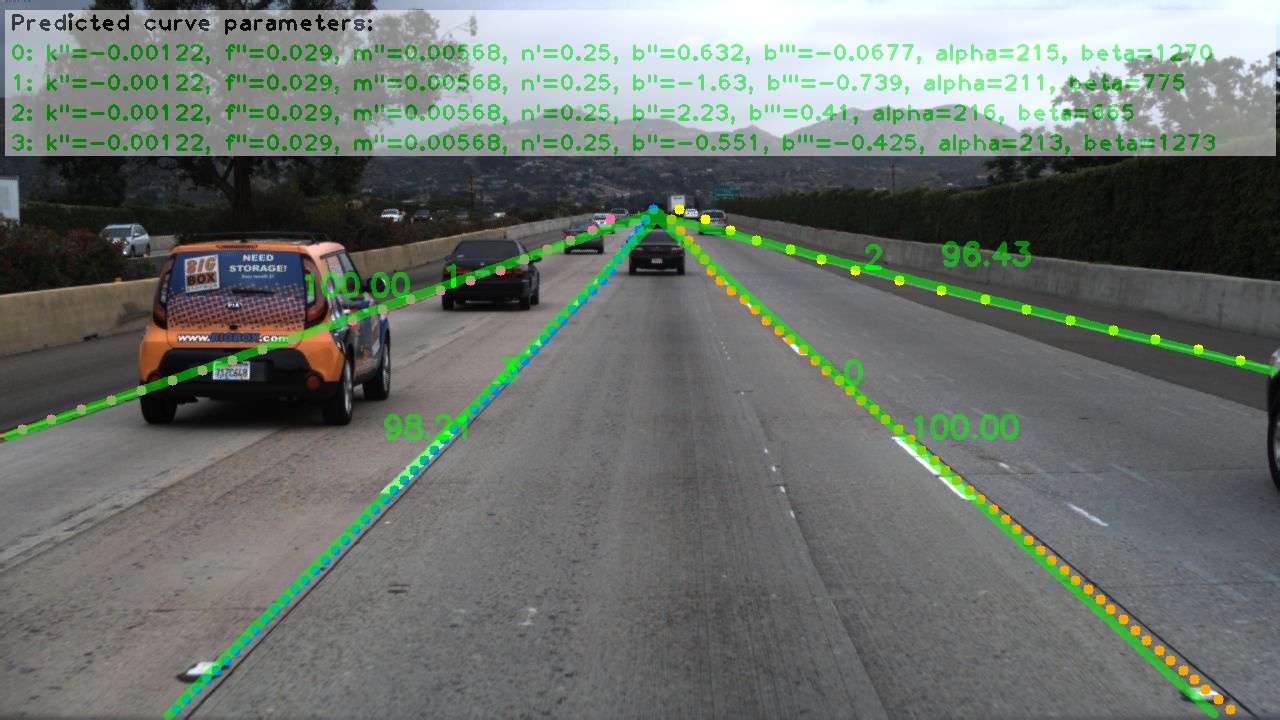 Predicted curve parameters:
0: k''=-0.00122, f''=0.029, m''=0.00568, n'=0.25, b''=0.632, b'''=-0.0677, alpha=215, beta=1270
1: k''=-0.00122, f''=0.029, m''=0.00568, n'=0.25, b''=-1.63, b'''=-0.739, alpha=211, beta=775
2: k''=-0.00122, f''=0.029, m''=0.00568, n'=0.25, b''=2.23, b'''=0.41, alpha=216, beta=665
3: k''=-0.00122, f''=0.029, m''=0.00568, n'=0.25, b''=-0.551, b'''=-0.425, alpha=213, beta=1273
2 96.43
BIG
BOX
NEED
STORAGE!
100.00 1
www.BIGBOX.com
KIA
0
98.21
100.00